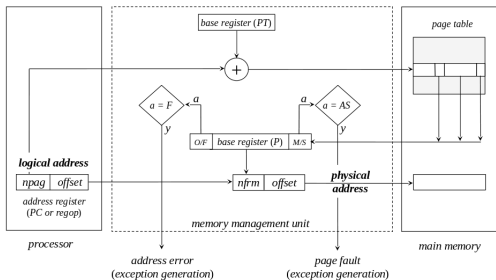 base register (PT)
page table
+
a = F
a
a
a = AS
y
O/F
base register (P)
M/S
y
logical address
npag
offset
nfrm
offset
physical
address
address register
(PC or regop)
memory management unit
processor
main memory
address error
(exception generation)
page fault
(exception generation)